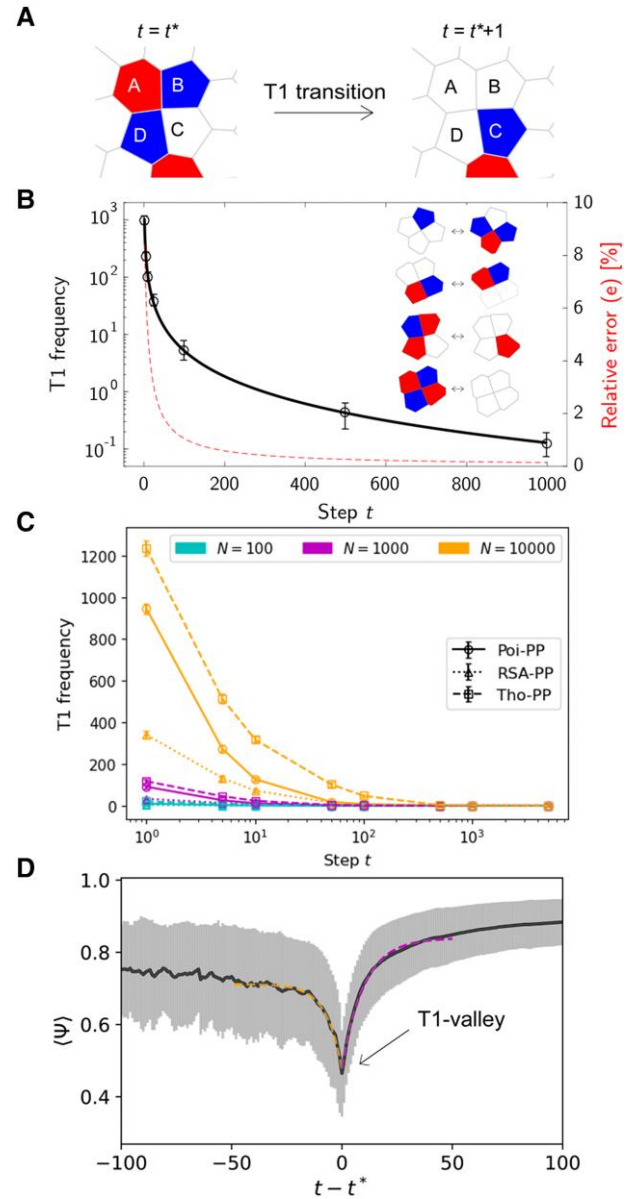 A
t = t*
t = t*+1
A B
D C
T1 transition
A B
D C
B
T1 frequency
10³
10²
10¹
10⁰
10⁻¹
10
8
6
4
2
0
Relative error (e) [%]
0 200 400 600 800 1000
Step t
C
N = 100 N = 1000 N = 10000
T1 frequency
1200
1000
800
600
400
200
0
Poi-PP
RSA-PP
Tho-PP
10⁰ 10¹ 10² 10³
Step t
D
⟨Ψ⟩
1.0
0.8
0.6
0.4
T1-valley
−100 −50 0 50 100
t − t*